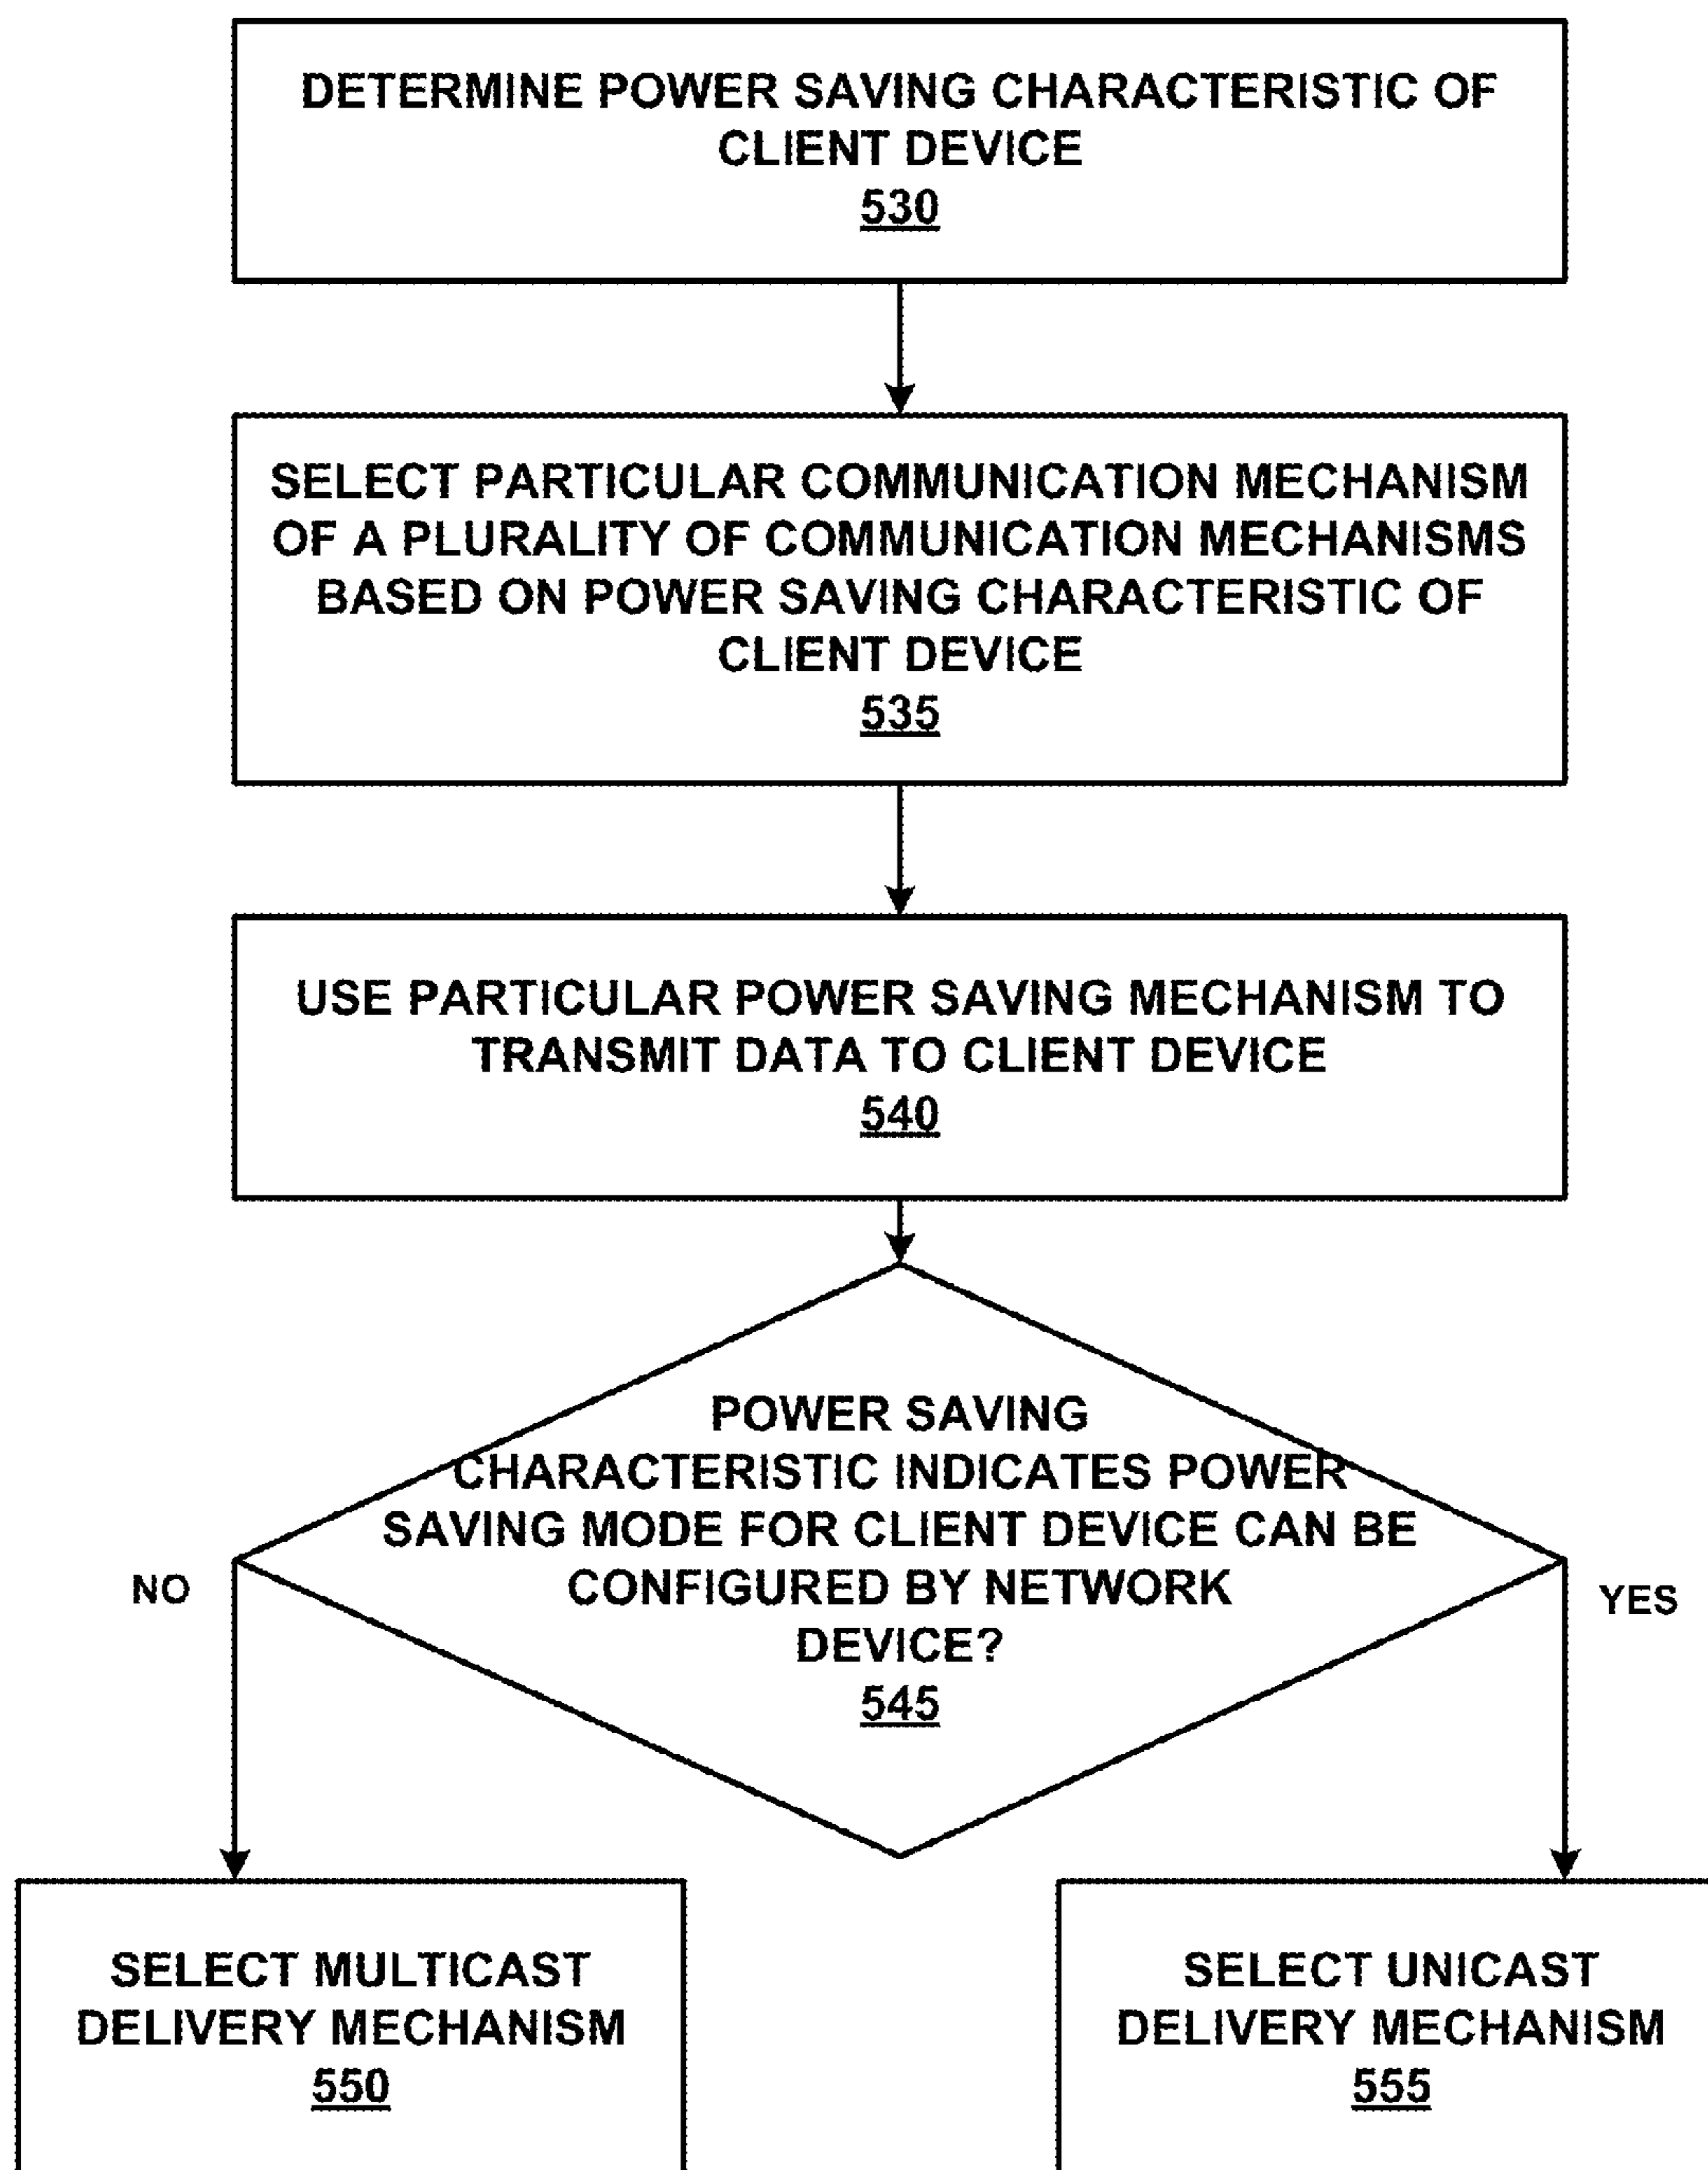 DETERMINE POWER SAVING CHARACTERISTIC OF
CLIENT DEVICE
530
SELECT PARTICULAR COMMUNICATION MECHANISM
OF A PLURALITY OF COMMUNICATION MECHANISMS
BASED ON POWER SAVING CHARACTERISTIC OF
CLIENT DEVICE
535
USE PARTICULAR POWER SAVING MECHANISM TO
TRANSMIT DATA TO CLIENT DEVICE
540
POWER SAVING
CHARACTERISTIC INDICATES POWER
SAVING MODE FOR CLIENT DEVICE CAN BE
CONFIGURED BY NETWORK
DEVICE?
545
NO
YES
SELECT MULTICAST
DELIVERY MECHANISM
550
SELECT UNICAST
DELIVERY MECHANISM
555